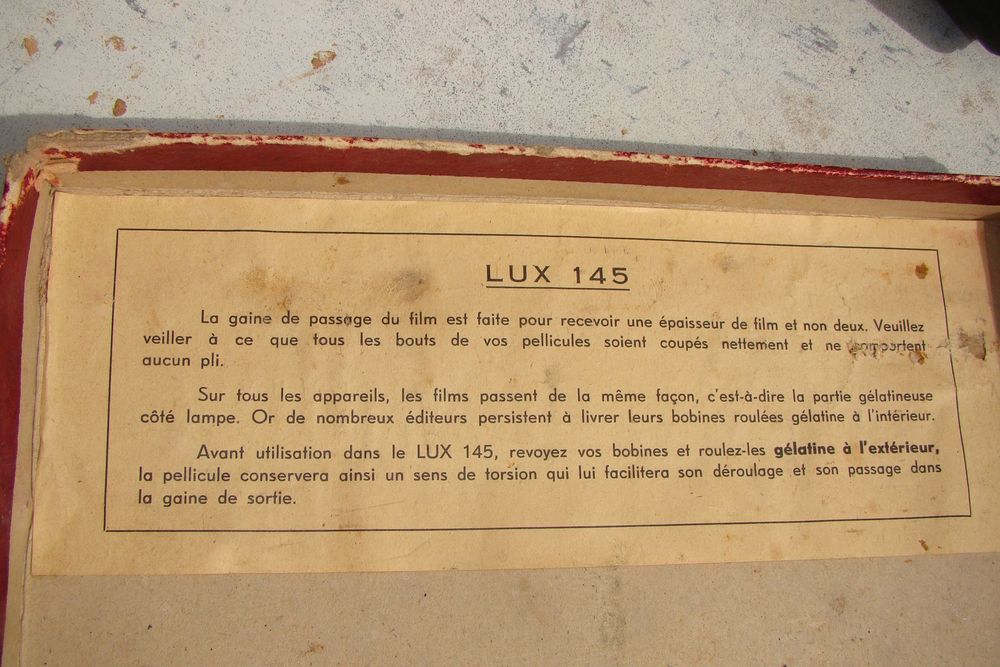 LUX 145
La gaine de passage du film est faite pour recevoir une épaisseur de film et non deux. Veuillez
veiller à ce que tous les bouts de vos pellicules soient coupés nettement et ne comportent
aucun pli.
Sur tous les appareils, les films passent de la même façon, c'est-à-dire la partie gélatineuse
côté lampe. Or de nombreux éditeurs persistent à livrer leurs bobines roulées gélatine à l'intérieur.
Avant utilisation dans le LUX 145, revoyez vos bobines et roulez-les gélatine à l'extérieur,
la pellicule conservera ainsi un sens de torsion qui lui facilitera son déroulage et son passage dans
la gaine de sortie.